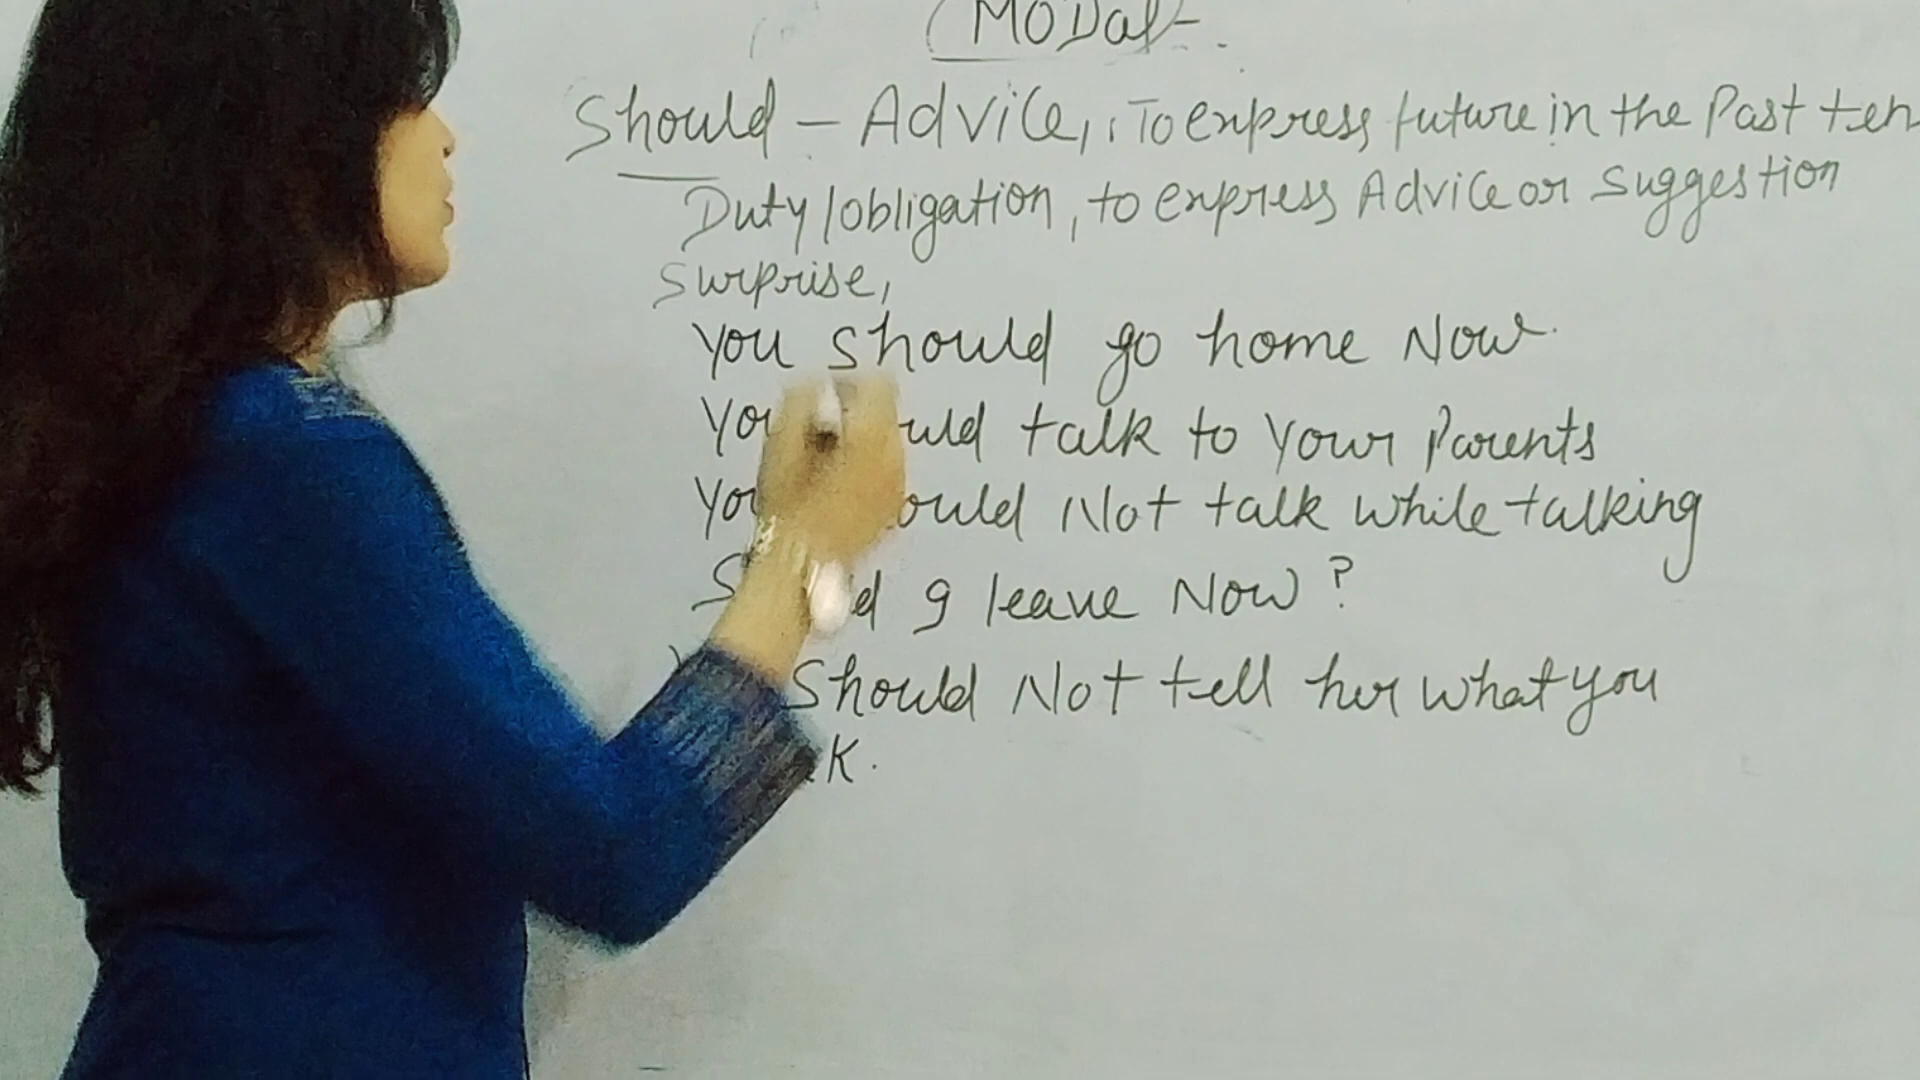 MODal-
Should - Advice, To express future in the Past ten
Duty/obligation, to express Advice or Suggestion
Surprise,
You should go home Now.
talk to Your Parents
Not talk while talking
I leave Now?
Should Not tell her what you